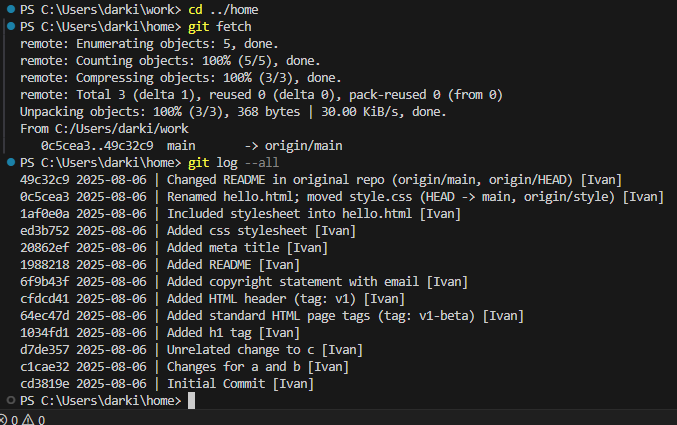 PS C:\Users\darki\work> cd ../home
PS C:\Users\darki\home> git fetch
remote: Enumerating objects: 5, done.
remote: Counting objects: 100% (5/5), done.
remote: Compressing objects: 100% (3/3), done.
remote: Total 3 (delta 1), reused 0 (delta 0), pack-reused 0 (from 0)
Unpacking objects: 100% (3/3), 368 bytes | 30.00 KiB/s, done.
From C:/Users/darki/work
   0c5cea3..49c32c9  main       -> origin/main
PS C:\Users\darki\home> git log --all
49c32c9 2025-08-06 | Changed README in original repo (origin/main, origin/HEAD) [Ivan]
0c5cea3 2025-08-06 | Renamed hello.html; moved style.css (HEAD -> main, origin/style) [Ivan]
1af0e0a 2025-08-06 | Included stylesheet into hello.html [Ivan]
ed3b752 2025-08-06 | Added css stylesheet [Ivan]
20862ef 2025-08-06 | Added meta title [Ivan]
1988218 2025-08-06 | Added README [Ivan]
6f9b43f 2025-08-06 | Added copyright statement with email [Ivan]
cfdcd41 2025-08-06 | Added HTML header (tag: v1) [Ivan]
64ec47d 2025-08-06 | Added standard HTML page tags (tag: v1-beta) [Ivan]
1034fd1 2025-08-06 | Added h1 tag [Ivan]
d7de357 2025-08-06 | Unrelated change to c [Ivan]
c1cae32 2025-08-06 | Changes for a and b [Ivan]
cd3819e 2025-08-06 | Initial Commit [Ivan]
PS C:\Users\darki\home>
0 0